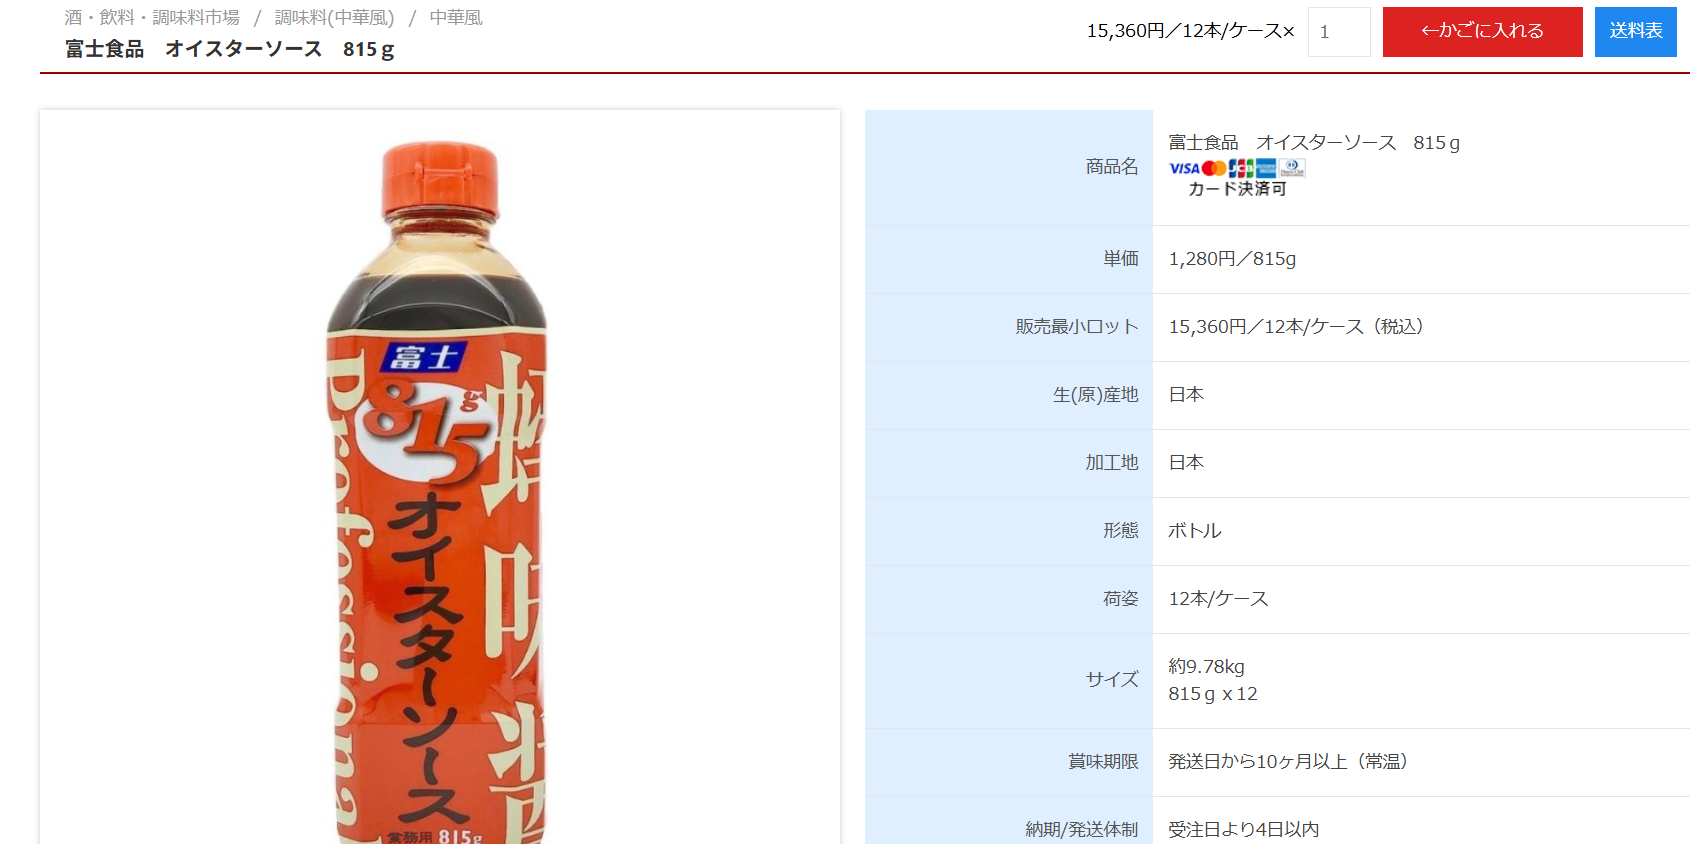 酒・飲料・調味料市場 / 調味料(中華風) / 中華風
富士食品　オイスターソース　815ｇ
15,360円／12本/ケース×
1
←かごに入れる
送料表
富士
815g
オイスターソース
Professional
味
業務用 815g
商品名
富士食品　オイスターソース　815ｇ
VISA
JCB
カード決済可
単価
1,280円／815g
販売最小ロット
15,360円／12本/ケース（税込）
生(原)産地
日本
加工地
日本
形態
ボトル
荷姿
12本/ケース
サイズ
約9.78kg
815ｇｘ12
賞味期限
発送日から10ヶ月以上（常温）
納期/発送体制
受注日より4日以内